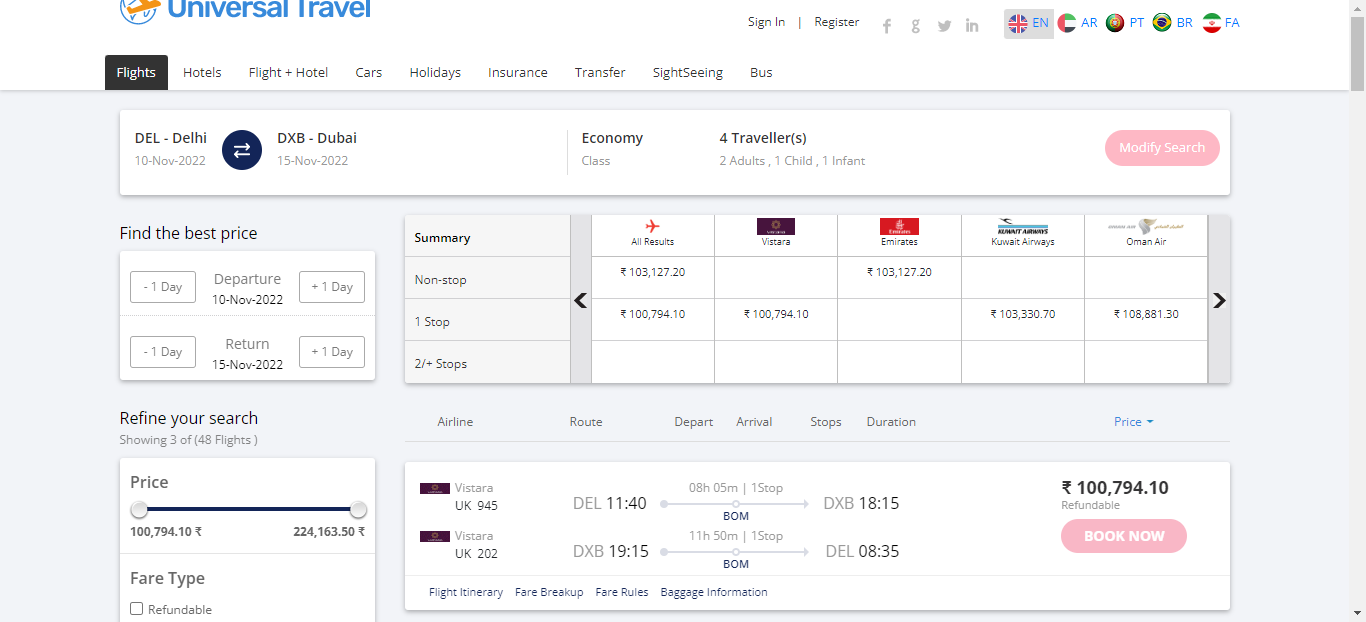 Universal Travel
Sign In | Register
EN AR PT BR FA
Flights Hotels Flight + Hotel Cars Holidays Insurance Transfer SightSeeing Bus
DEL - Delhi DXB - Dubai Economy 4 Traveller(s)
10-Nov-2022 15-Nov-2022 Class 2 Adults , 1 Child , 1 Infant
Modify Search
Find the best price
- 1 Day Departure + 1 Day
10-Nov-2022
- 1 Day Return + 1 Day
15-Nov-2022
Summary All Results Vistara Emirates Kuwait Airways Oman Air
Non-stop ₹ 103,127.20 ₹ 103,127.20
1 Stop ₹ 100,794.10 ₹ 100,794.10 ₹ 103,330.70 ₹ 108,881.30
2/+ Stops
Refine your search
Showing 3 of (48 Flights )
Price
100,794.10 ₹ 224,163.50 ₹
Fare Type
Refundable
Airline Route Depart Arrival Stops Duration Price
Vistara 08h 05m | 1Stop
UK 945 DEL 11:40 BOM DXB 18:15
Vistara 11h 50m | 1Stop
UK 202 DXB 19:15 BOM DEL 08:35
₹ 100,794.10
Refundable
BOOK NOW
Flight Itinerary Fare Breakup Fare Rules Baggage Information